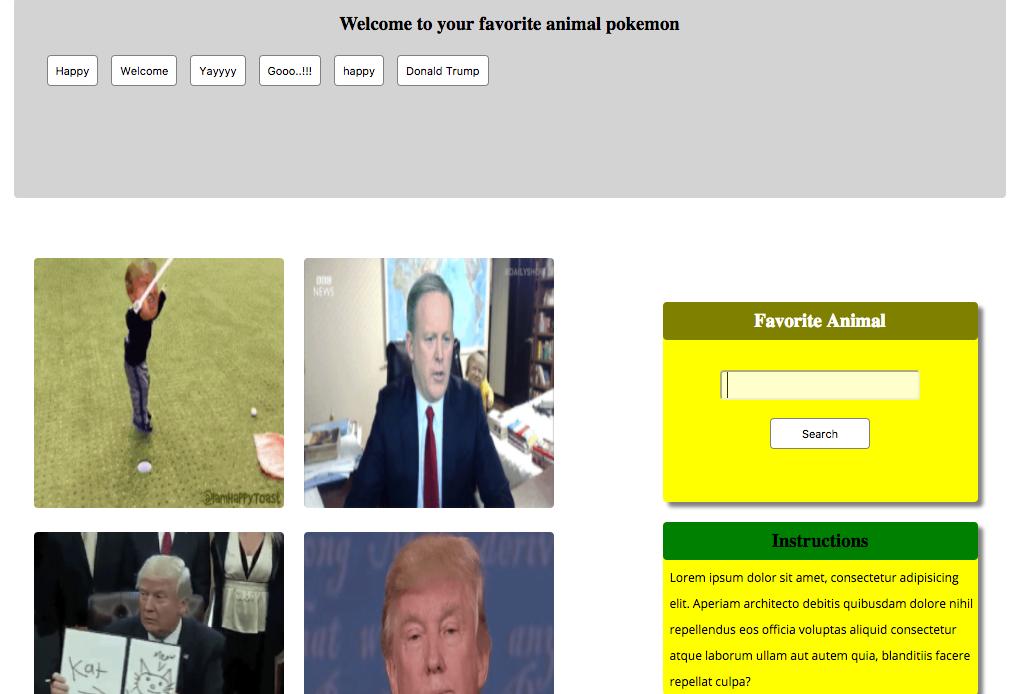 Welcome to your favorite animal pokemon
Happy Welcome Yayyyy Gooo..!!! happy Donald Trump
BBC
NEWS
@IamHappyToast
Favorite Animal
Search
Kat
Meow
Instructions
Lorem ipsum dolor sit amet, consectetur adipisicing
elit. Aperiam architecto debitis quibusdam dolore nihil
repellendus eos officia voluptas aliquid consectetur
atque laborum ullam aut autem quia, blanditiis facere
repellat culpa?